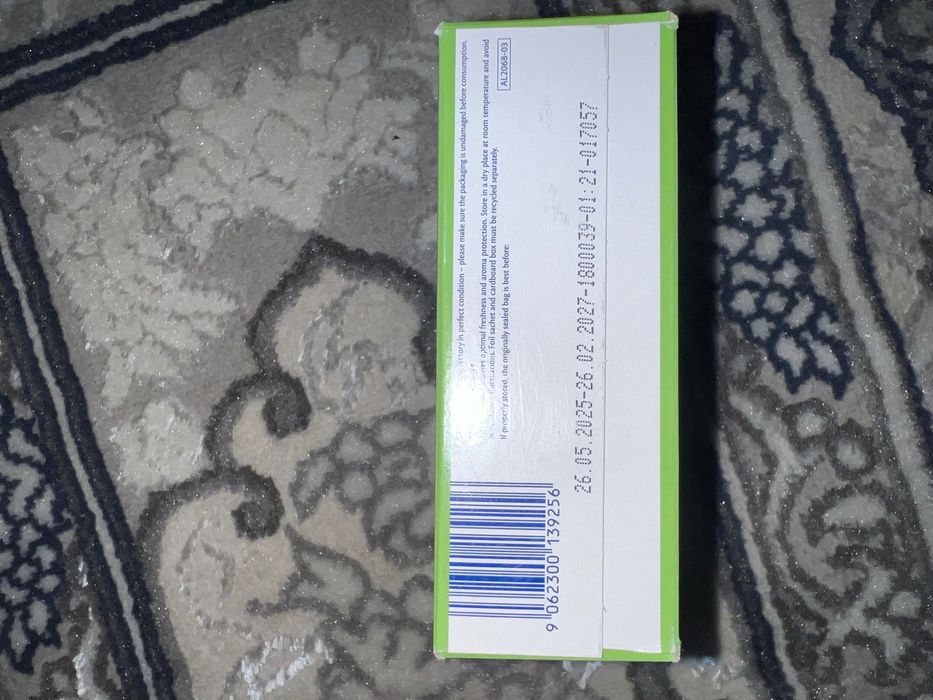 ctory in perfect condition – please make sure the packaging is undamaged before consumption.
optimal freshness and aroma protection. Store in a dry place at room temperature and avoid
fluctuations. Foil sachet and cardboard box must be recycled separately.
If properly stored, the originally sealed bag is best before:
AL2068-03
26.05.2025-26.02.2027-1800039-01:21-017057
9 062300 139256